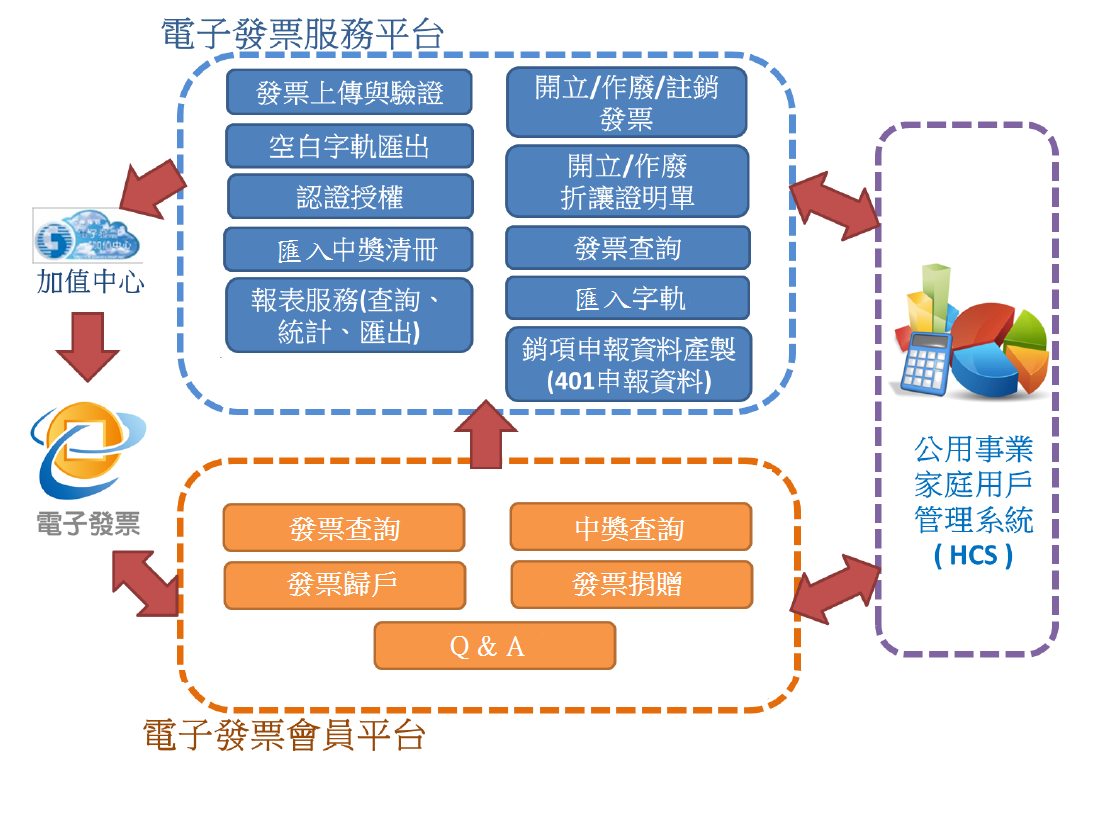 電子發票服務平台
發票上傳與驗證
空白字軌匯出
認證授權
匯入中獎清冊
報表服務(查詢、
統計、匯出)
開立/作廢/註銷
發票
開立/作廢
折讓證明單
發票查詢
匯入字軌
銷項申報資料產製
(401申報資料)
加值中心
加值中心
電子發票
發票查詢
中獎查詢
發票歸戶
發票捐贈
Q & A
電子發票會員平台
公用事業
家庭用戶
管理系統
( HCS )